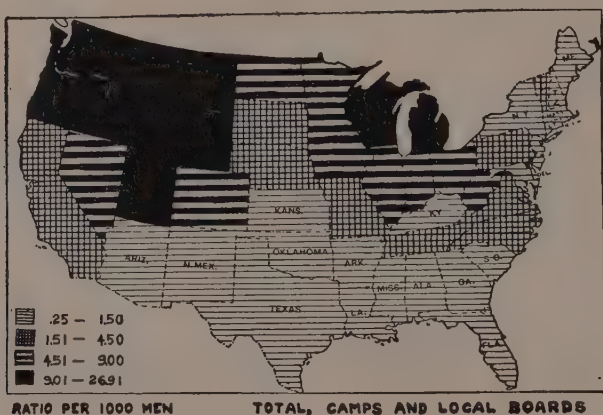 ME.
N.Y.
KANS.
KY.
ARIZ.
N. MEX.
OKLAHOMA
ARK.
S.C.
MISS.
ALA.
GA.
TEXAS
LA.
FLA.
.25 — 1.50
1.51 — 4.50
4.51 — 9.00
9.01 — 26.91
RATIO PER 1000 MEN TOTAL, CAMPS AND LOCAL BOARDS